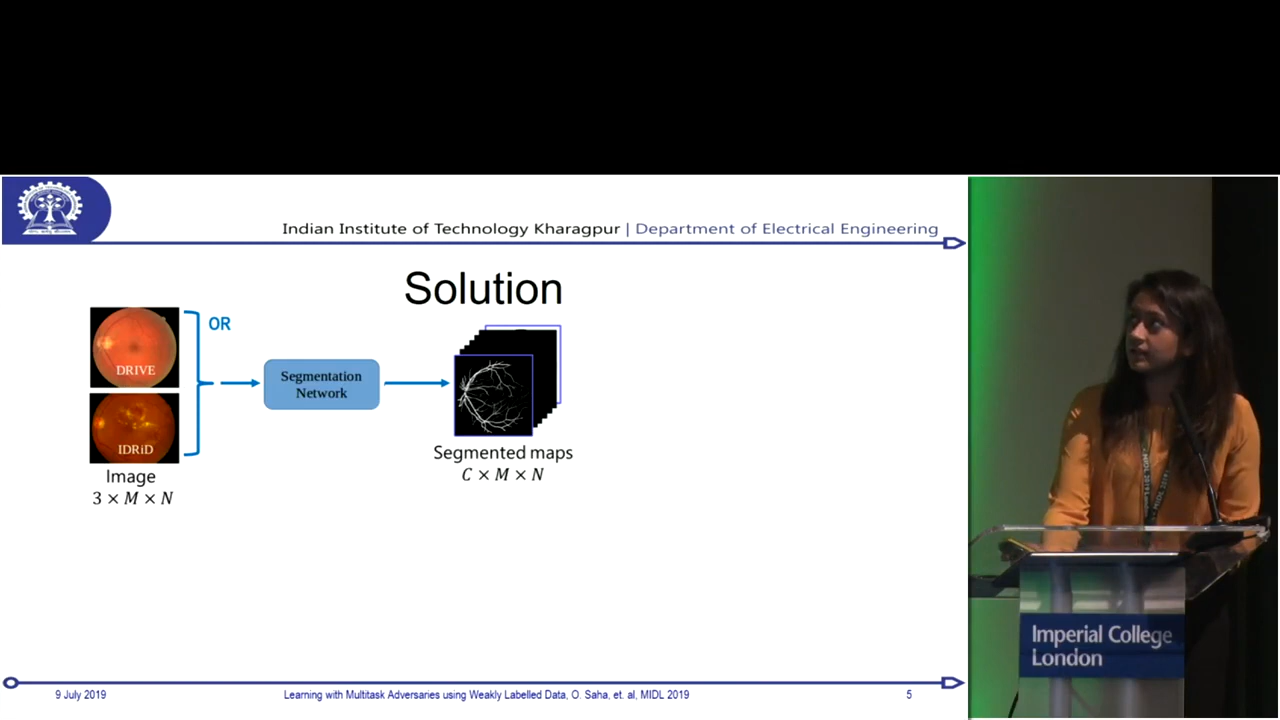 Indian Institute of Technology Kharagpur | Department of Electrical Engineering
Solution
OR
DRIVE
IDRiD
Image
3 × M × N
Segmentation
Network
Segmented maps
C × M × N
MIDL 2019
Imperial College
London
9 July 2019
Learning with Multitask Adversaries using Weakly Labelled Data, O. Saha, et. al, MIDL 2019
5